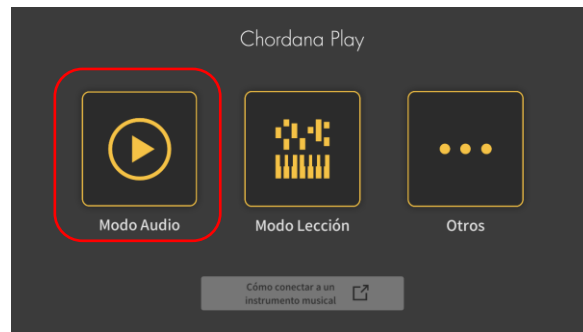 Chordana Play
Modo Audio
Modo Lección
Otros
Cómo conectar a un
instrumento musical